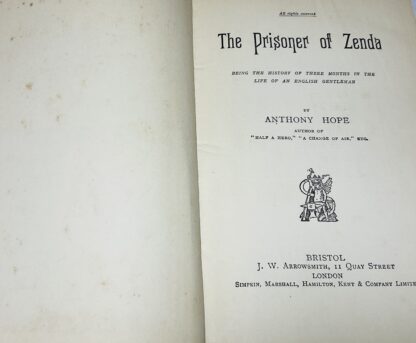 All rights reserved
The Prisoner of Zenda
BEING THE HISTORY OF THREE MONTHS IN THE
LIFE OF AN ENGLISH GENTLEMAN
BY
ANTHONY HOPE
AUTHOR OF
"HALF A HERO," "A CHANGE OF AIR," ETC.
BRISTOL
J. W. ARROWSMITH, 11 QUAY STREET
LONDON
SIMPKIN, MARSHALL, HAMILTON, KENT & COMPANY LIMITE